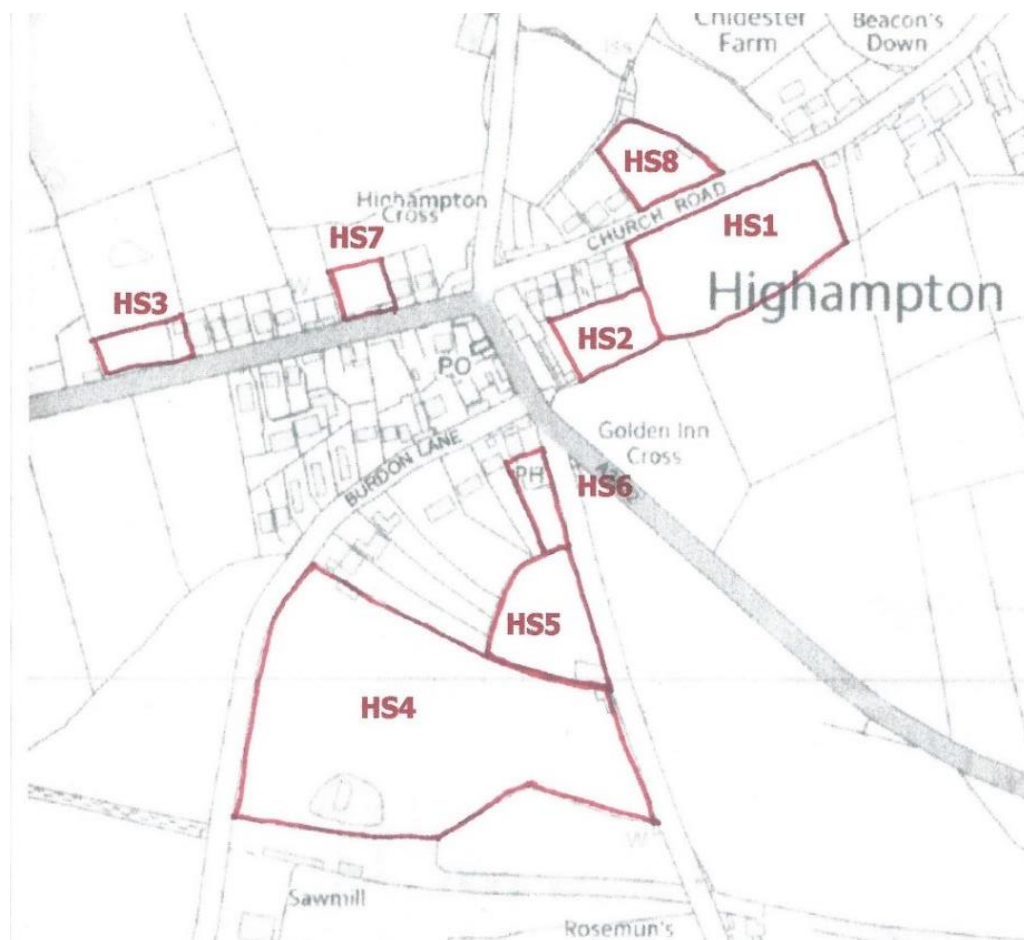 Chidester
Farm
Beacon's
Down
HS8
Highampton
Cross
CHURCH ROAD
HS1
HS7
HS3
Highampton
HS2
PO
Golden Inn
Cross
BURDON LANE
PH
HS6
HS5
HS4
W
Sawmill
Rosemun's